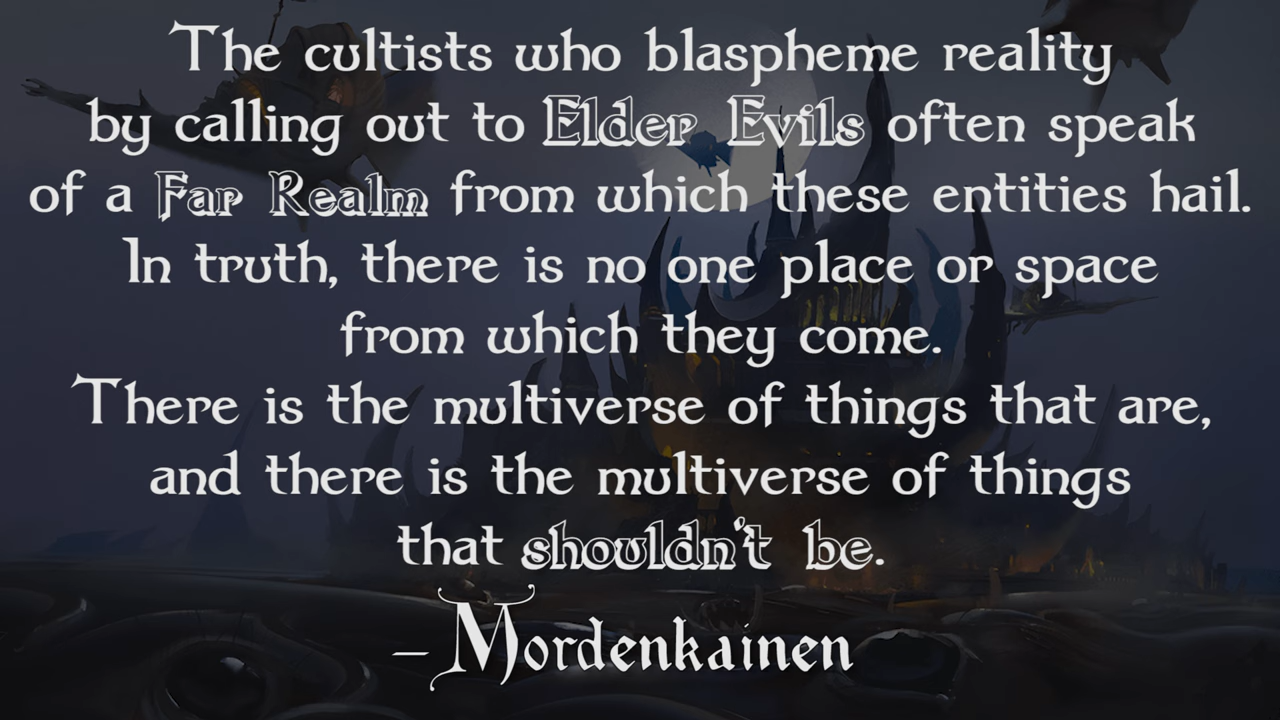 The cultists who blaspheme reality
by calling out to Elder Evils often speak
of a Far Realm from which these entities hail.
In truth, there is no one place or space
from which they come.
There is the multiverse of things that are,
and there is the multiverse of things
that shouldn't be.
– Mordenkainen